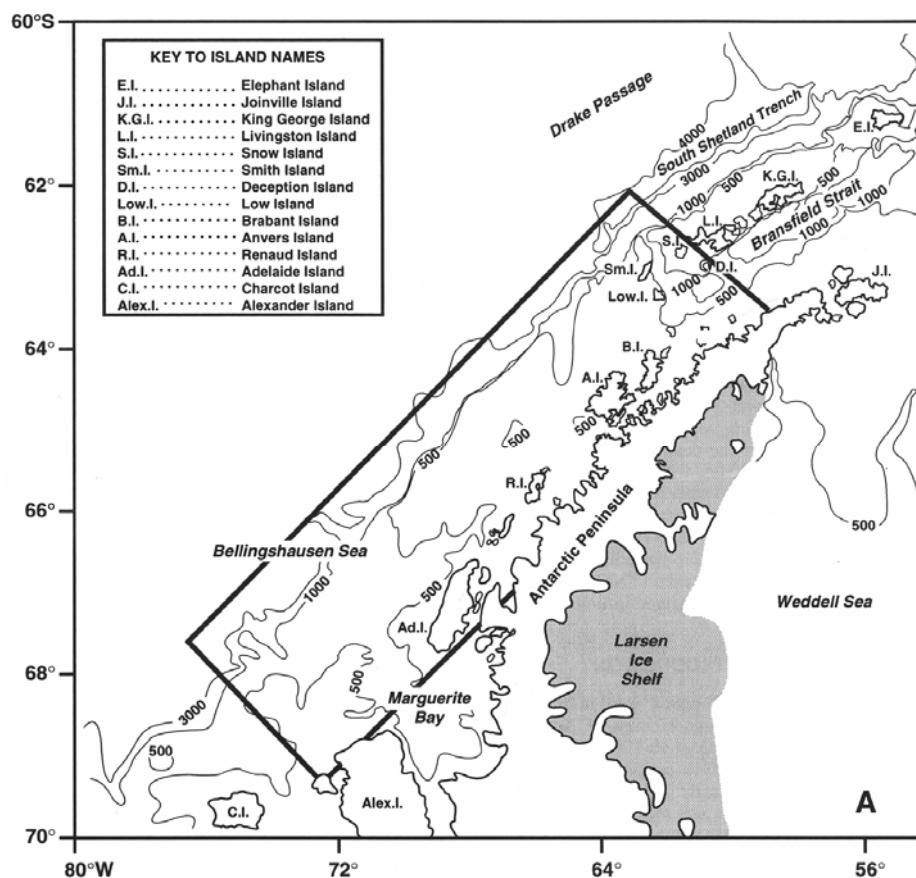 60°S
62°
64°
66°
68°
70°
80°W
72°
64°
56°
KEY TO ISLAND NAMES
E.I. . . . . . . . . . . . Elephant Island
J.I. . . . . . . . . . . . Joinville Island
K.G.I. . . . . . . . . . . King George Island
L.I. . . . . . . . . . . . Livingston Island
S.I. . . . . . . . . . . . Snow Island
Sm.I. . . . . . . . . . . Smith Island
D.I. . . . . . . . . . . . Deception Island
Low.I. . . . . . . . . . Low Island
B.I. . . . . . . . . . . . Brabant Island
A.I. . . . . . . . . . . . Anvers Island
R.I. . . . . . . . . . . . Renaud Island
Ad.I. . . . . . . . . . . Adelaide Island
C.I. . . . . . . . . . . . Charcot Island
Alex.I. . . . . . . . . . Alexander Island
Drake Passage
4000
South Shetland Trench
3000
E.I.
K.G.I.
500
500
1000
1000
1000
Bransfield Strait
L.I.
S.I.
D.I.
Sm.I.
Low.I.
1000
500
J.I.
B.I.
A.I.
500
500
500
R.I.
500
Antarctic Peninsula
Bellingshausen Sea
1000
500
Ad.I.
Weddell Sea
Larsen
Ice
Shelf
500
Marguerite
Bay
3000
500
C.I.
Alex.I.
A